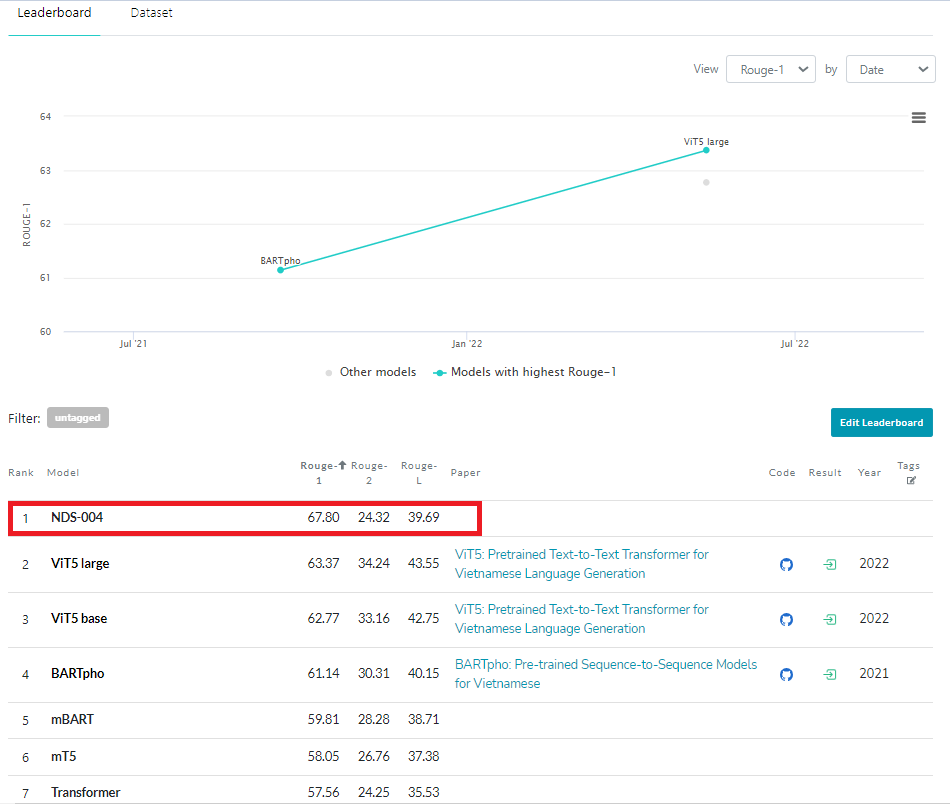 Leaderboard Dataset
View Rouge-1 by Date
64
ViT5 large
63
62
ROUGE-1
BARTpho
61
60
Jul '21 Jan '22 Jul '22
Other models Models with highest Rouge-1
Filter: untagged Edit Leaderboard
Rank Model Rouge-1 Rouge-2 Rouge-L Paper Code Result Year Tags
1 NDS-004 67.80 24.32 39.69
2 ViT5 large 63.37 34.24 43.55 ViT5: Pretrained Text-to-Text Transformer for
Vietnamese Language Generation 2022
3 ViT5 base 62.77 33.16 42.75 ViT5: Pretrained Text-to-Text Transformer for
Vietnamese Language Generation 2022
4 BARTpho 61.14 30.31 40.15 BARTpho: Pre-trained Sequence-to-Sequence Models
for Vietnamese 2021
5 mBART 59.81 28.28 38.71
6 mT5 58.05 26.76 37.38
7 Transformer 57.56 24.25 35.53